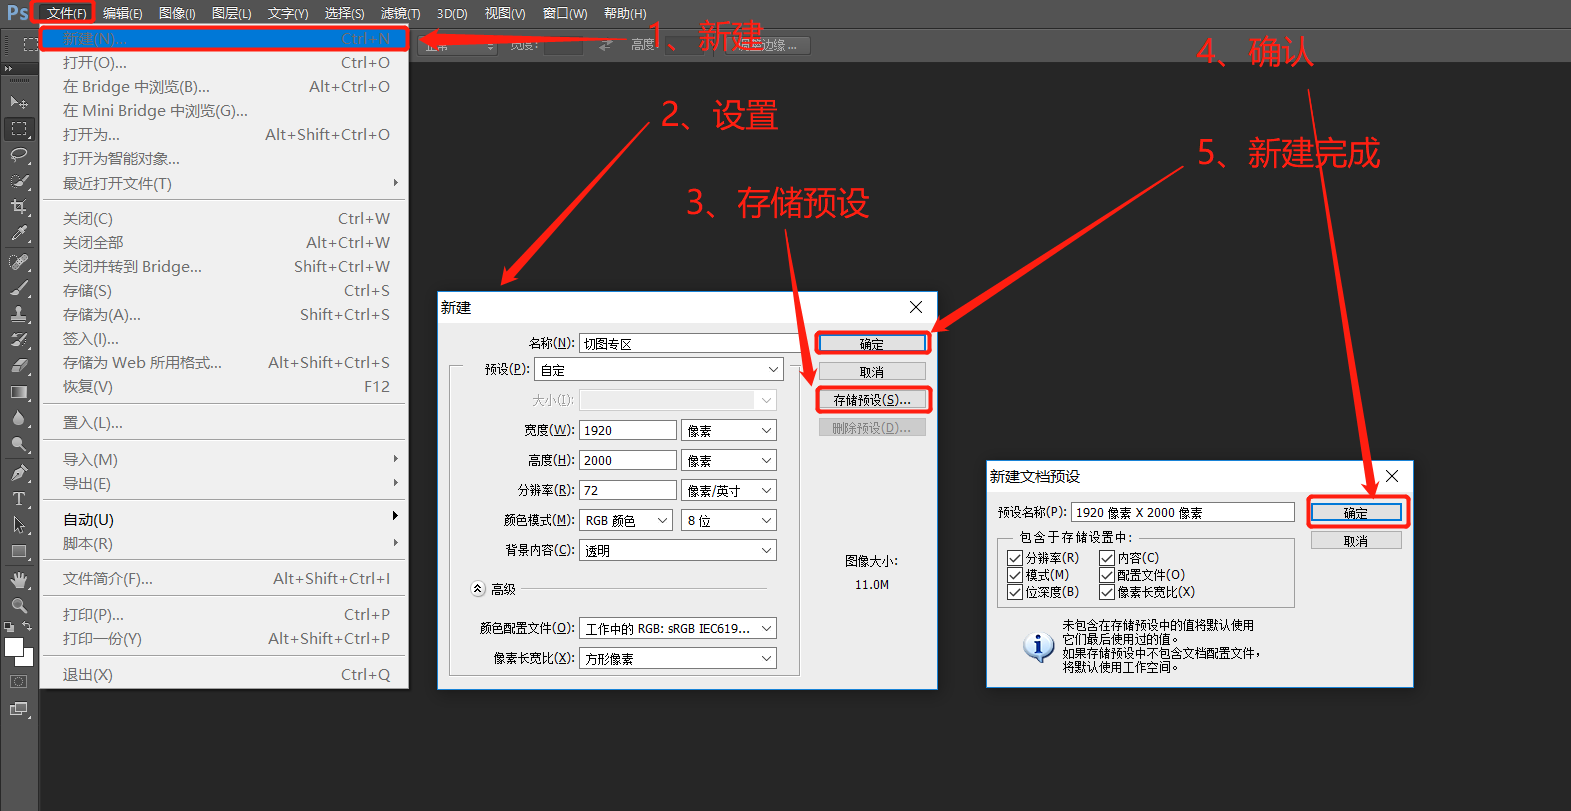 Ps 文件(F) 编辑(E) 图像(I) 图层(L) 文字(Y) 选择(S) 滤镜(T) 3D(D) 视图(V) 窗口(W) 帮助(H)
新建(N)... Ctrl+N
正常 宽度: 高度 调整边缘...
打开(O)... Ctrl+O
在 Bridge 中浏览(B)... Alt+Ctrl+O
在 Mini Bridge 中浏览(G)...
打开为... Alt+Shift+Ctrl+O
打开为智能对象...
最近打开文件(T)
关闭(C) Ctrl+W
关闭全部 Alt+Ctrl+W
关闭并转到 Bridge... Shift+Ctrl+W
存储(S) Ctrl+S
存储为(A)... Shift+Ctrl+S
签入(I)...
存储为 Web 所用格式... Alt+Shift+Ctrl+S
恢复(V) F12
置入(L)...
导入(M)
导出(E)
自动(U)
脚本(R)
文件简介(F)... Alt+Shift+Ctrl+I
打印(P)... Ctrl+P
打印一份(Y) Alt+Shift+Ctrl+P
退出(X) Ctrl+Q
1、新建
2、设置
3、存储预设
4、确认
5、新建完成
新建
名称(N): 切图专区
确定
预设(P): 自定
取消
大小(I):
存储预设(S)...
宽度(W): 1920 像素
删除预设(D)...
高度(H): 2000 像素
分辨率(R): 72 像素/英寸
颜色模式(M): RGB 颜色 8 位
背景内容(C): 透明
图像大小:
11.0M
高级
颜色配置文件(O): 工作中的 RGB: sRGB IEC619...
像素长宽比(X): 方形像素
新建文档预设
预设名称(P): 1920 像素 X 2000 像素
确定
取消
包含于存储设置中:
分辨率(R) 内容(C)
模式(M) 配置文件(O)
位深度(B) 像素长宽比(X)
未包含在存储预设中的值将默认使用
它们最后使用过的值。
如果存储预设中不包含文档配置文件，
将默认使用工作空间。
T